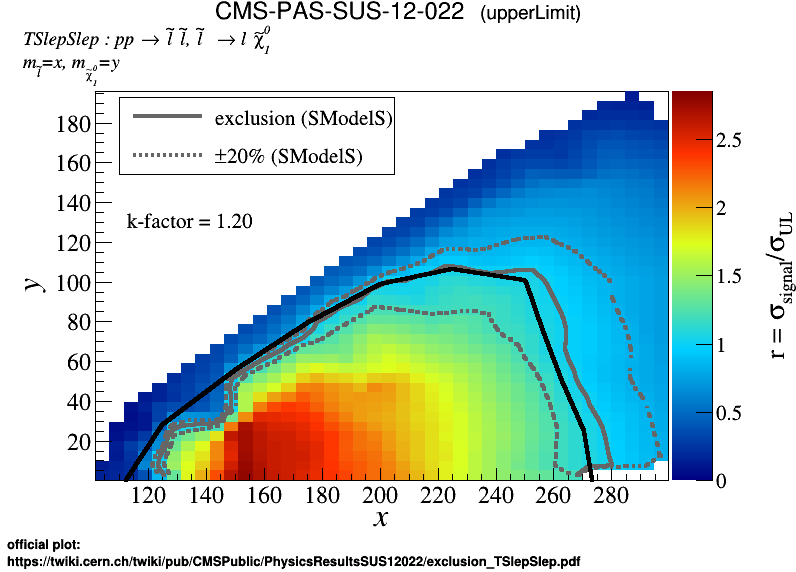 CMS-PAS-SUS-12-022 (upperLimit)
TSlepSlep : pp → l̃ l̃, l̃ → l χ̃⁰₁
m_l̃=x, m_χ̃⁰₁=y
exclusion (SModelS)
±20% (SModelS)
k-factor = 1.20
y
180
160
140
120
100
80
60
40
20
120 140 160 180 200 220 240 260 280
x
2.5
2
1.5
1
0.5
0
r = σ_signal/σ_UL
official plot:
https://twiki.cern.ch/twiki/pub/CMSPublic/PhysicsResultsSUS12022/exclusion_TSlepSlep.pdf